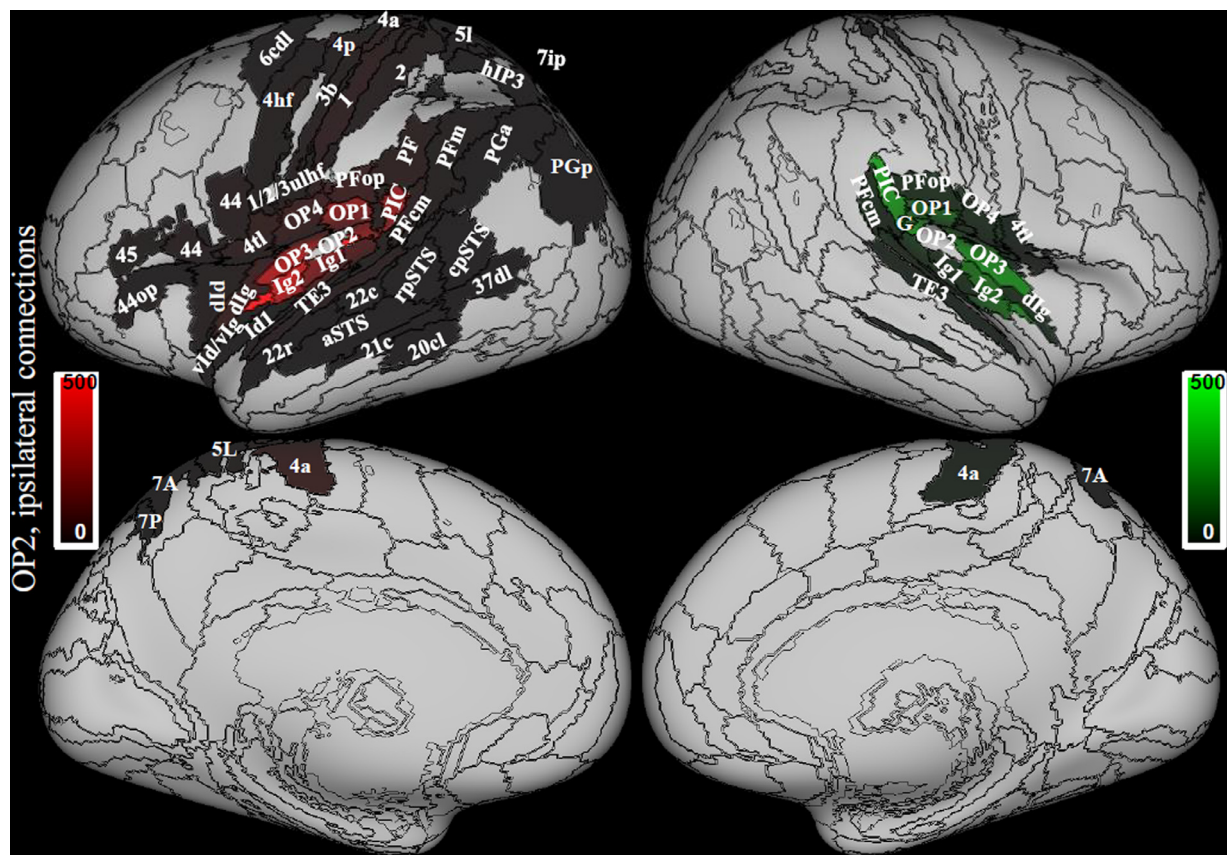 OP2, ipsilateral connections
4a
6cdl
4p
5l
7ip
hIP3
2
4hf
3b
1
PF
PFm
PGa
PGp
44
1/2/3ulhf
PFop
OP4
OP1
PIC
PFcm
45
44
4tl
OP3
OP2
Ig1
Ig2
44op
dId
dIg
TE3
22c
rpSTS
cpSTS
37dl
vId/vIg
Id1
22r
aSTS
21c
20cl
500
0
PIC
PFcm
PFop
OP1
OP4
4tl
G
OP2
OP3
Ig1
Ig2
dIg
TE3
500
0
5L
4a
7A
7P
4a
7A